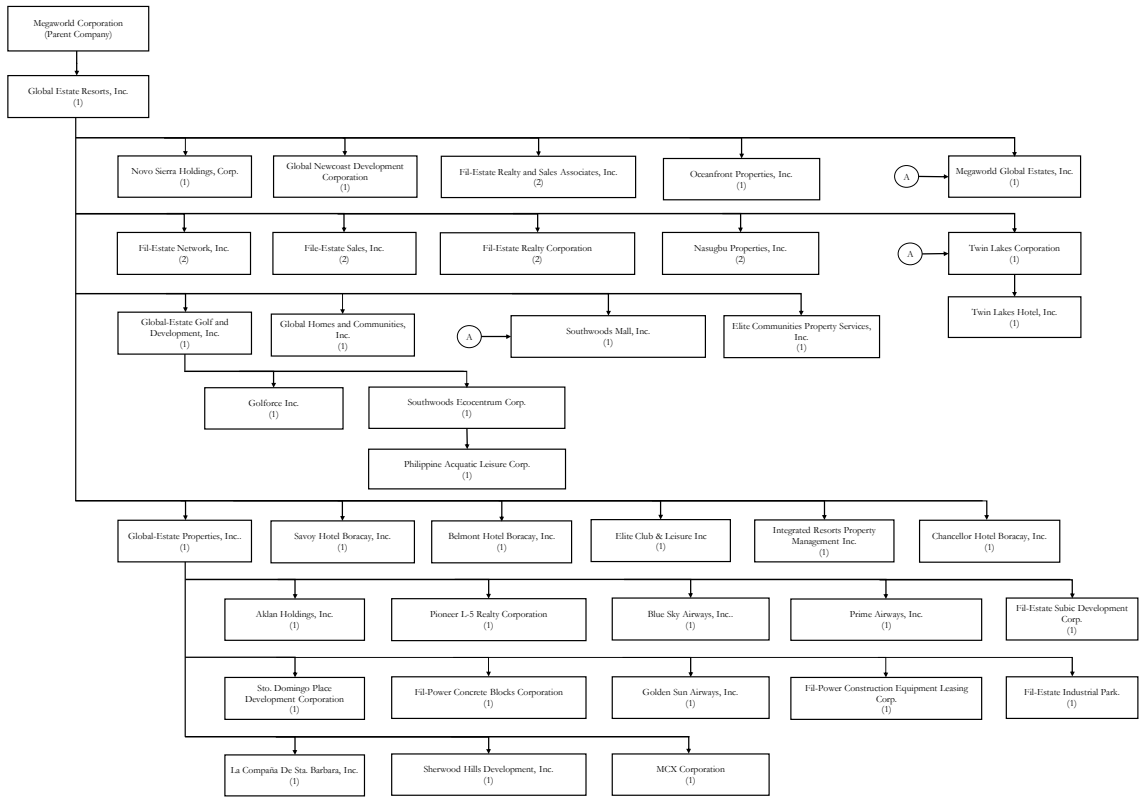 Megaworld Corporation
(Parent Company)
Global Estate Resorts, Inc.
(1)
Novo Sierra Holdings, Corp.
(1)
Global Newcoast Development
Corporation
(1)
Fil-Estate Realty and Sales Associates, Inc.
(2)
Oceanfront Properties, Inc.
(1)
A
Megaworld Global Estates, Inc.
(1)
Fil-Estate Network, Inc.
(2)
File-Estate Sales, Inc.
(2)
Fil-Estate Realty Corporation
(2)
Nasugbu Properties, Inc.
(2)
A
Twin Lakes Corporation
(1)
Twin Lakes Hotel, Inc.
(1)
Global-Estate Golf and
Development, Inc.
(1)
Global Homes and Communities,
Inc.
(1)
A
Southwoods Mall, Inc.
(1)
Elite Communities Property Services,
Inc.
(1)
Golforce Inc.
(1)
Southwoods Ecocentrum Corp.
(1)
Philippine Acquatic Leisure Corp.
(1)
Global-Estate Properties, Inc..
(1)
Savoy Hotel Boracay, Inc.
(1)
Belmont Hotel Boracay, Inc.
(1)
Elite Club & Leisure Inc
(1)
Integrated Resorts Property
Management Inc.
(1)
Chancellor Hotel Boracay, Inc.
(1)
Aklan Holdings, Inc.
(1)
Pioneer L-5 Realty Corporation
(1)
Blue Sky Airways, Inc..
(1)
Prime Airways, Inc.
(1)
Fil-Estate Subic Development
Corp.
(1)
Sto. Domingo Place
Development Corporation
(1)
Fil-Power Concrete Blocks Corporation
(1)
Golden Sun Airways, Inc.
(1)
Fil-Power Construction Equipment Leasing
Corp.
(1)
Fil-Estate Industrial Park.
(1)
La Compaña De Sta. Barbara, Inc.
(1)
Sherwood Hills Development, Inc.
(1)
MCX Corporation
(1)